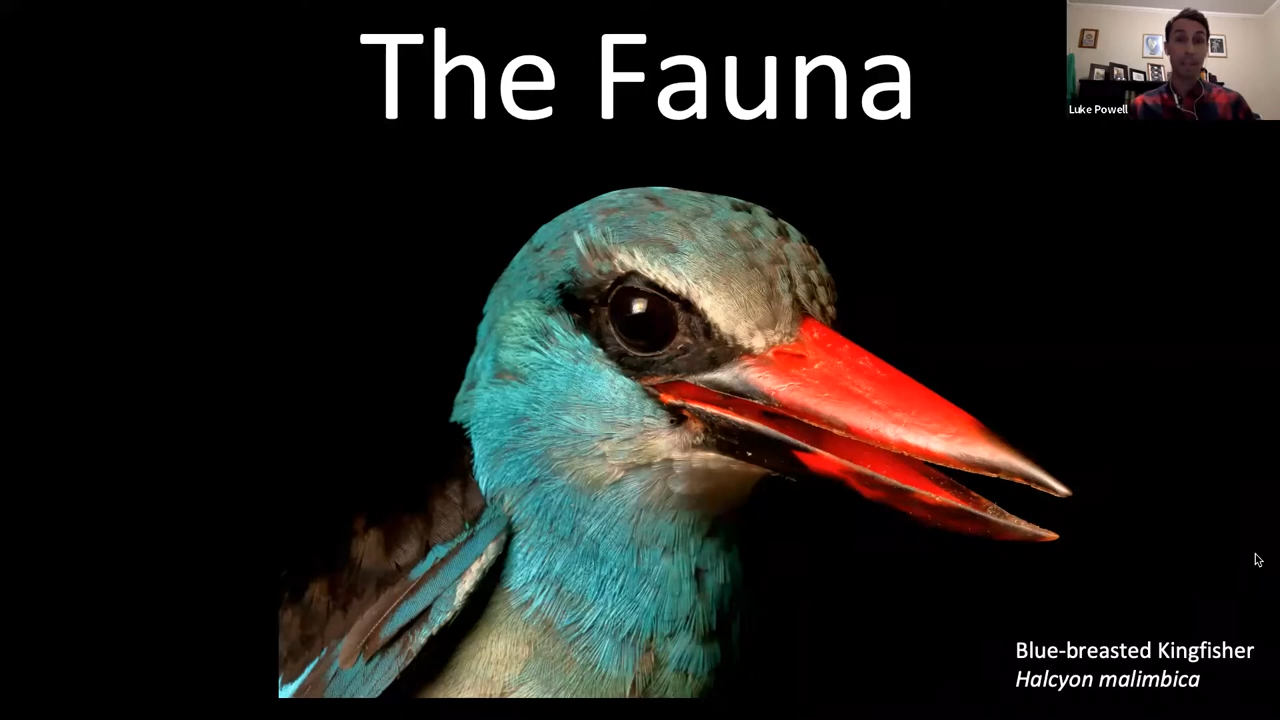 The Fauna
Luke Powell
Blue-breasted Kingfisher
Halcyon malimbica